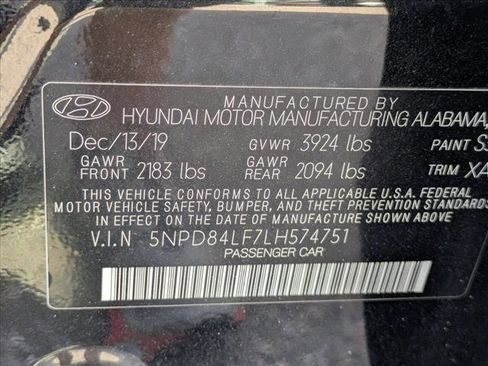 MANUFACTURED BY
HYUNDAI MOTOR MANUFACTURING ALABAMA,
Dec/13/19 GVWR 3924 lbs PAINT
GAWR FRONT 2183 lbs GAWR REAR 2094 lbs TRIM XA
THIS VEHICLE CONFORMS TO ALL APPLICABLE U.S.A. FEDERAL
MOTOR VEHICLE SAFETY, BUMPER, AND THEFT PREVENTION STANDARDS
IN EFFECT ON THE DATE OF MANUFACTURE SHOWN ABOVE
V.I.N 5NPD84LF7LH574751
PASSENGER CAR